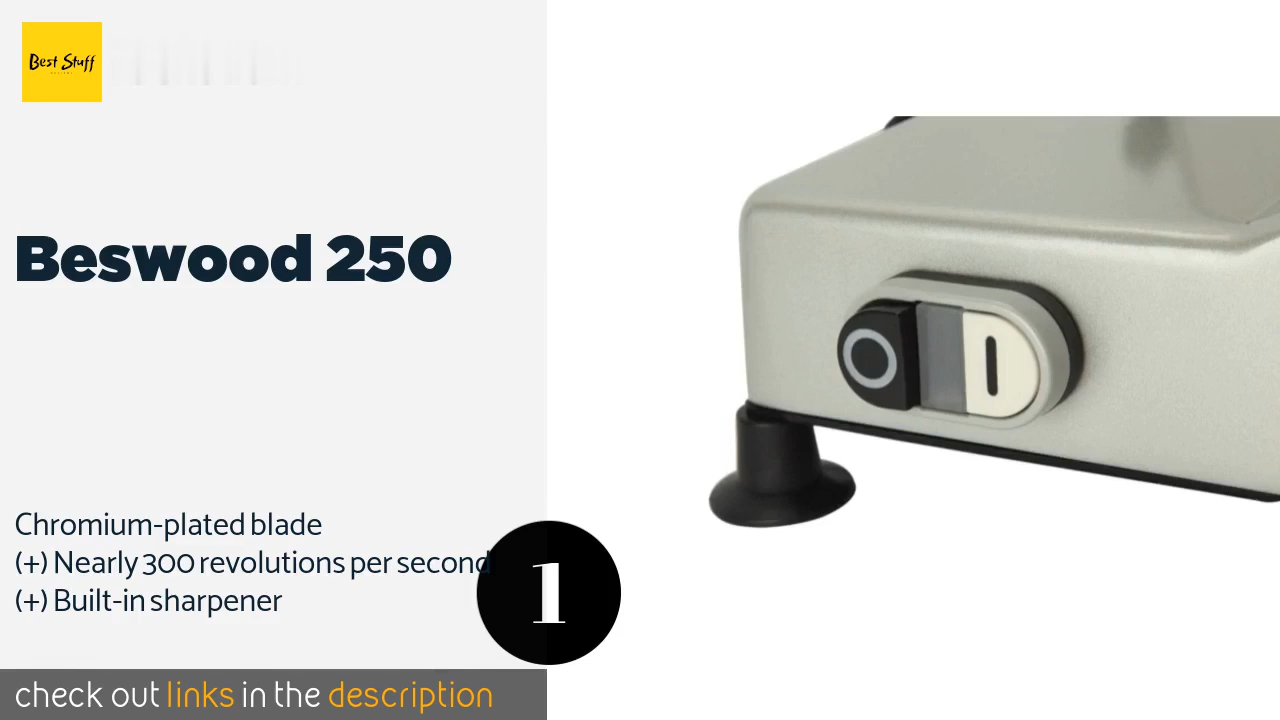 Best Stuff
Beswood 250
Chromium-plated blade
(+) Nearly 300 revolutions per second
(+) Built-in sharpener
1
check out links in the description